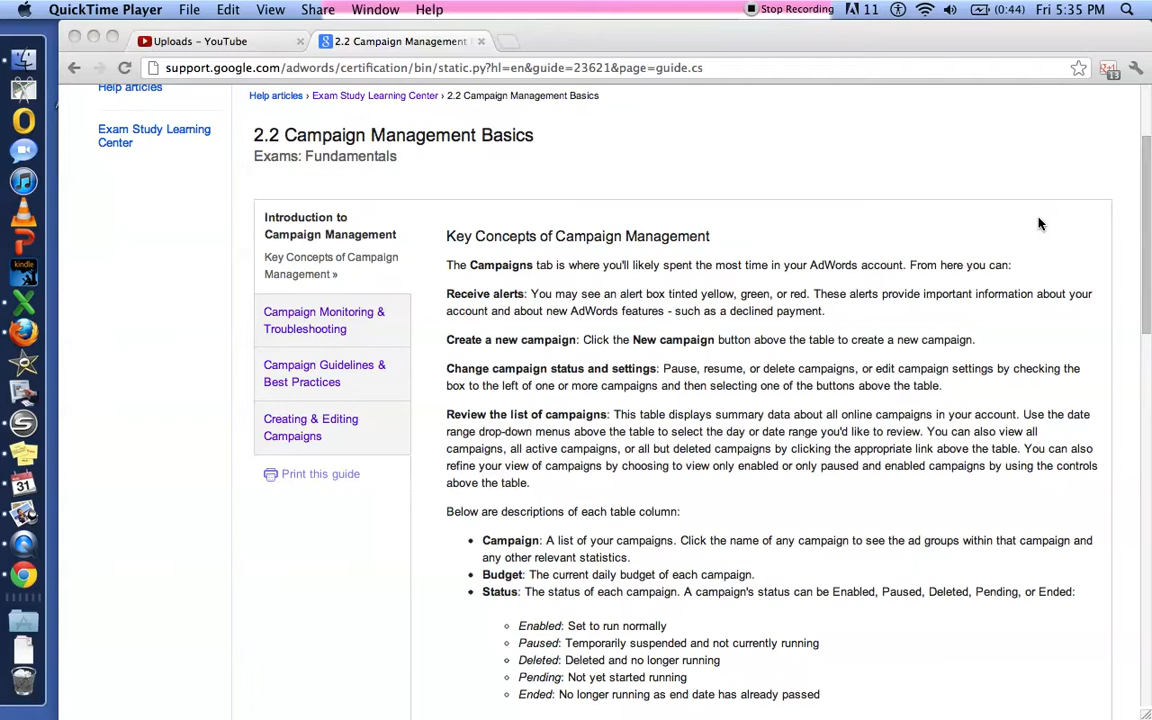 QuickTime Player File Edit View Share Window Help Stop Recording 11 (0:44) Fri 5:35 PM
Uploads - YouTube
2.2 Campaign Management
support.google.com/adwords/certification/bin/static.py?hl=en&guide=23621&page=guide.cs
13
Help articles
Exam Study Learning
Center
Help articles › Exam Study Learning Center › 2.2 Campaign Management Basics
2.2 Campaign Management Basics
Exams: Fundamentals
Introduction to
Campaign Management
Key Concepts of Campaign
Management »
Campaign Monitoring &
Troubleshooting
Campaign Guidelines &
Best Practices
Creating & Editing
Campaigns
Print this guide
Key Concepts of Campaign Management
The Campaigns tab is where you'll likely spent the most time in your AdWords account. From here you can:
Receive alerts: You may see an alert box tinted yellow, green, or red. These alerts provide important information about your
account and about new AdWords features - such as a declined payment.
Create a new campaign: Click the New campaign button above the table to create a new campaign.
Change campaign status and settings: Pause, resume, or delete campaigns, or edit campaign settings by checking the
box to the left of one or more campaigns and then selecting one of the buttons above the table.
Review the list of campaigns: This table displays summary data about all online campaigns in your account. Use the date
range drop-down menus above the table to select the day or date range you'd like to review. You can also view all
campaigns, all active campaigns, or all but deleted campaigns by clicking the appropriate link above the table. You can also
refine your view of campaigns by choosing to view only enabled or only paused and enabled campaigns by using the controls
above the table.
Below are descriptions of each table column:
• Campaign: A list of your campaigns. Click the name of any campaign to see the ad groups within that campaign and
any other relevant statistics.
• Budget: The current daily budget of each campaign.
• Status: The status of each campaign. A campaign's status can be Enabled, Paused, Deleted, Pending, or Ended:
◦ Enabled: Set to run normally
◦ Paused: Temporarily suspended and not currently running
◦ Deleted: Deleted and no longer running
◦ Pending: Not yet started running
◦ Ended: No longer running as end date has already passed
kindle
31